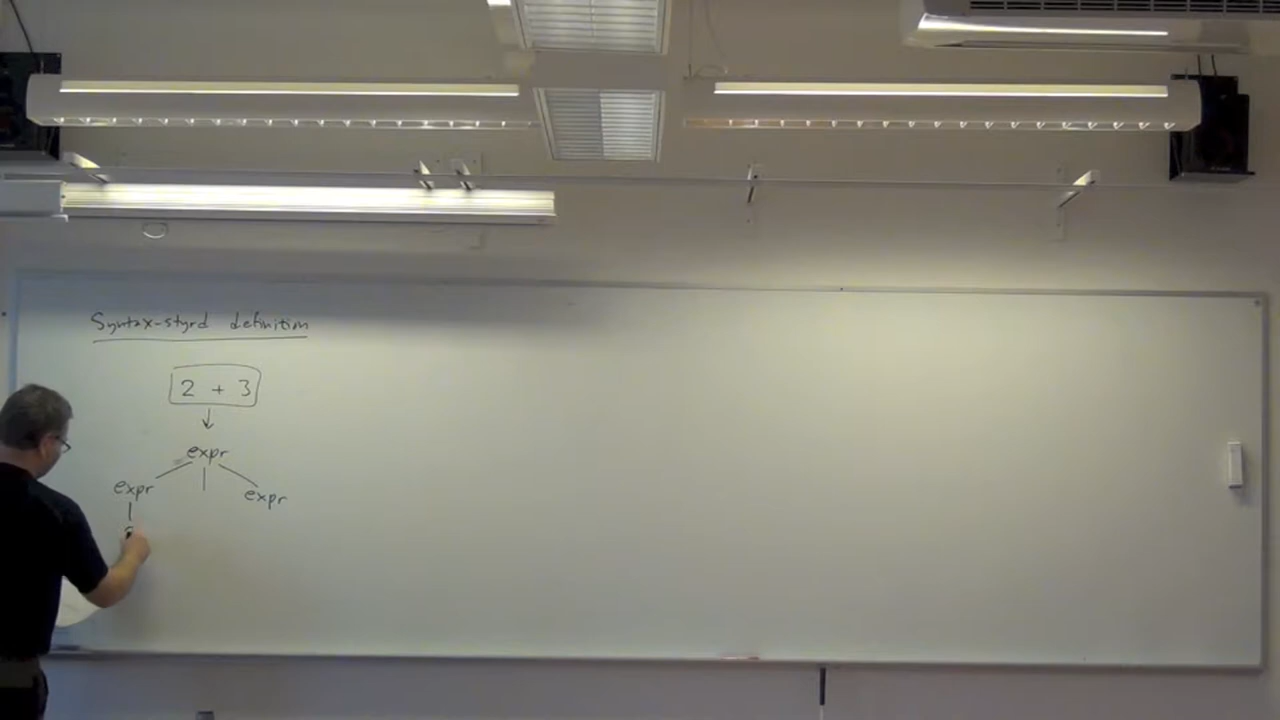 Syntax-styrd definition
2 + 3
expr
expr expr